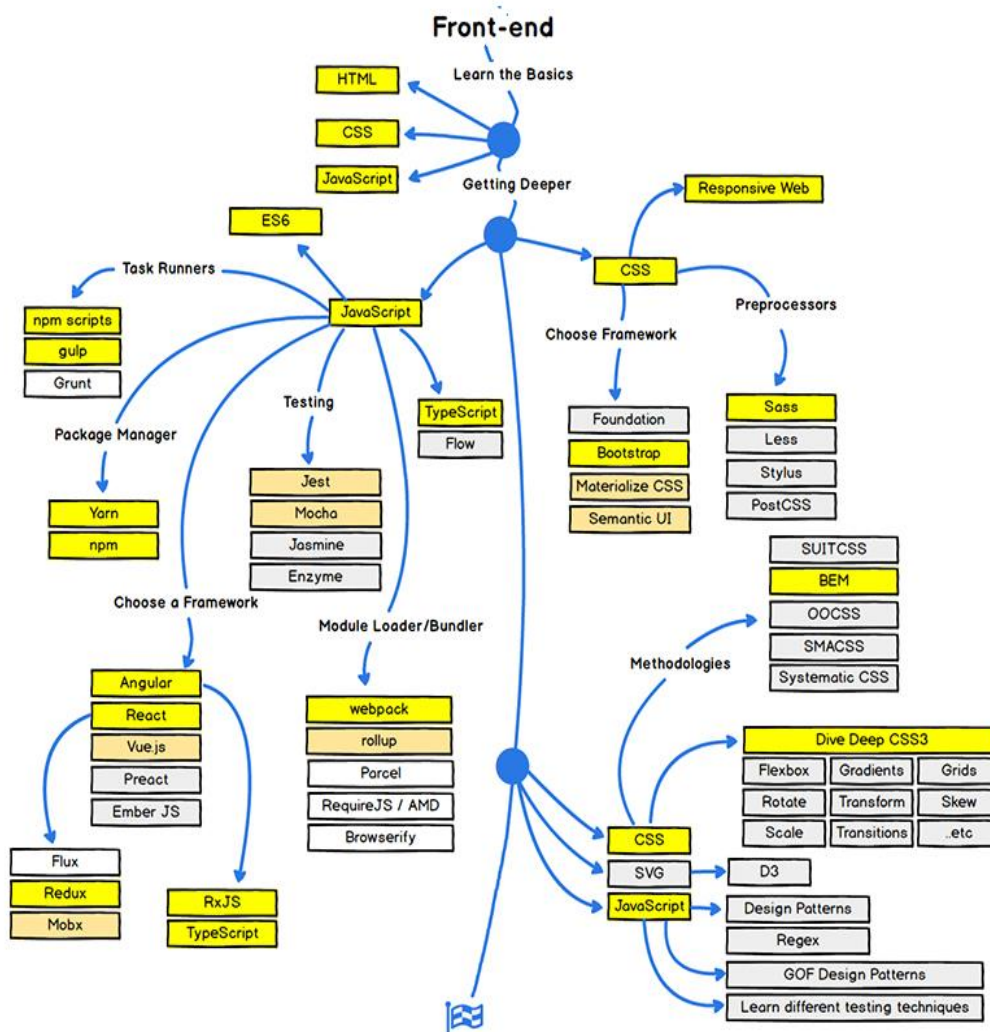 Front-end
Learn the Basics
HTML
CSS
JavaScript
Getting Deeper
Responsive Web
ES6
CSS
Task Runners
JavaScript
Preprocessors
Choose Framework
npm scripts
gulp
Grunt
Testing
TypeScript
Flow
Foundation
Bootstrap
Materialize CSS
Semantic UI
Sass
Less
Stylus
PostCSS
Package Manager
Yarn
npm
Jest
Mocha
Jasmine
Enzyme
Choose a Framework
Module Loader/Bundler
SUITCSS
BEM
OOCSS
SMACSS
Systematic CSS
Methodologies
Angular
React
Vue.js
Preact
Ember JS
webpack
rollup
Parcel
RequireJS / AMD
Browserify
Dive Deep CSS3
Flexbox Gradients Grids
Rotate Transform Skew
Scale Transitions ..etc
Flux
Redux
Mobx
RxJS
TypeScript
CSS
SVG
D3
JavaScript
Design Patterns
Regex
GOF Design Patterns
Learn different testing techniques